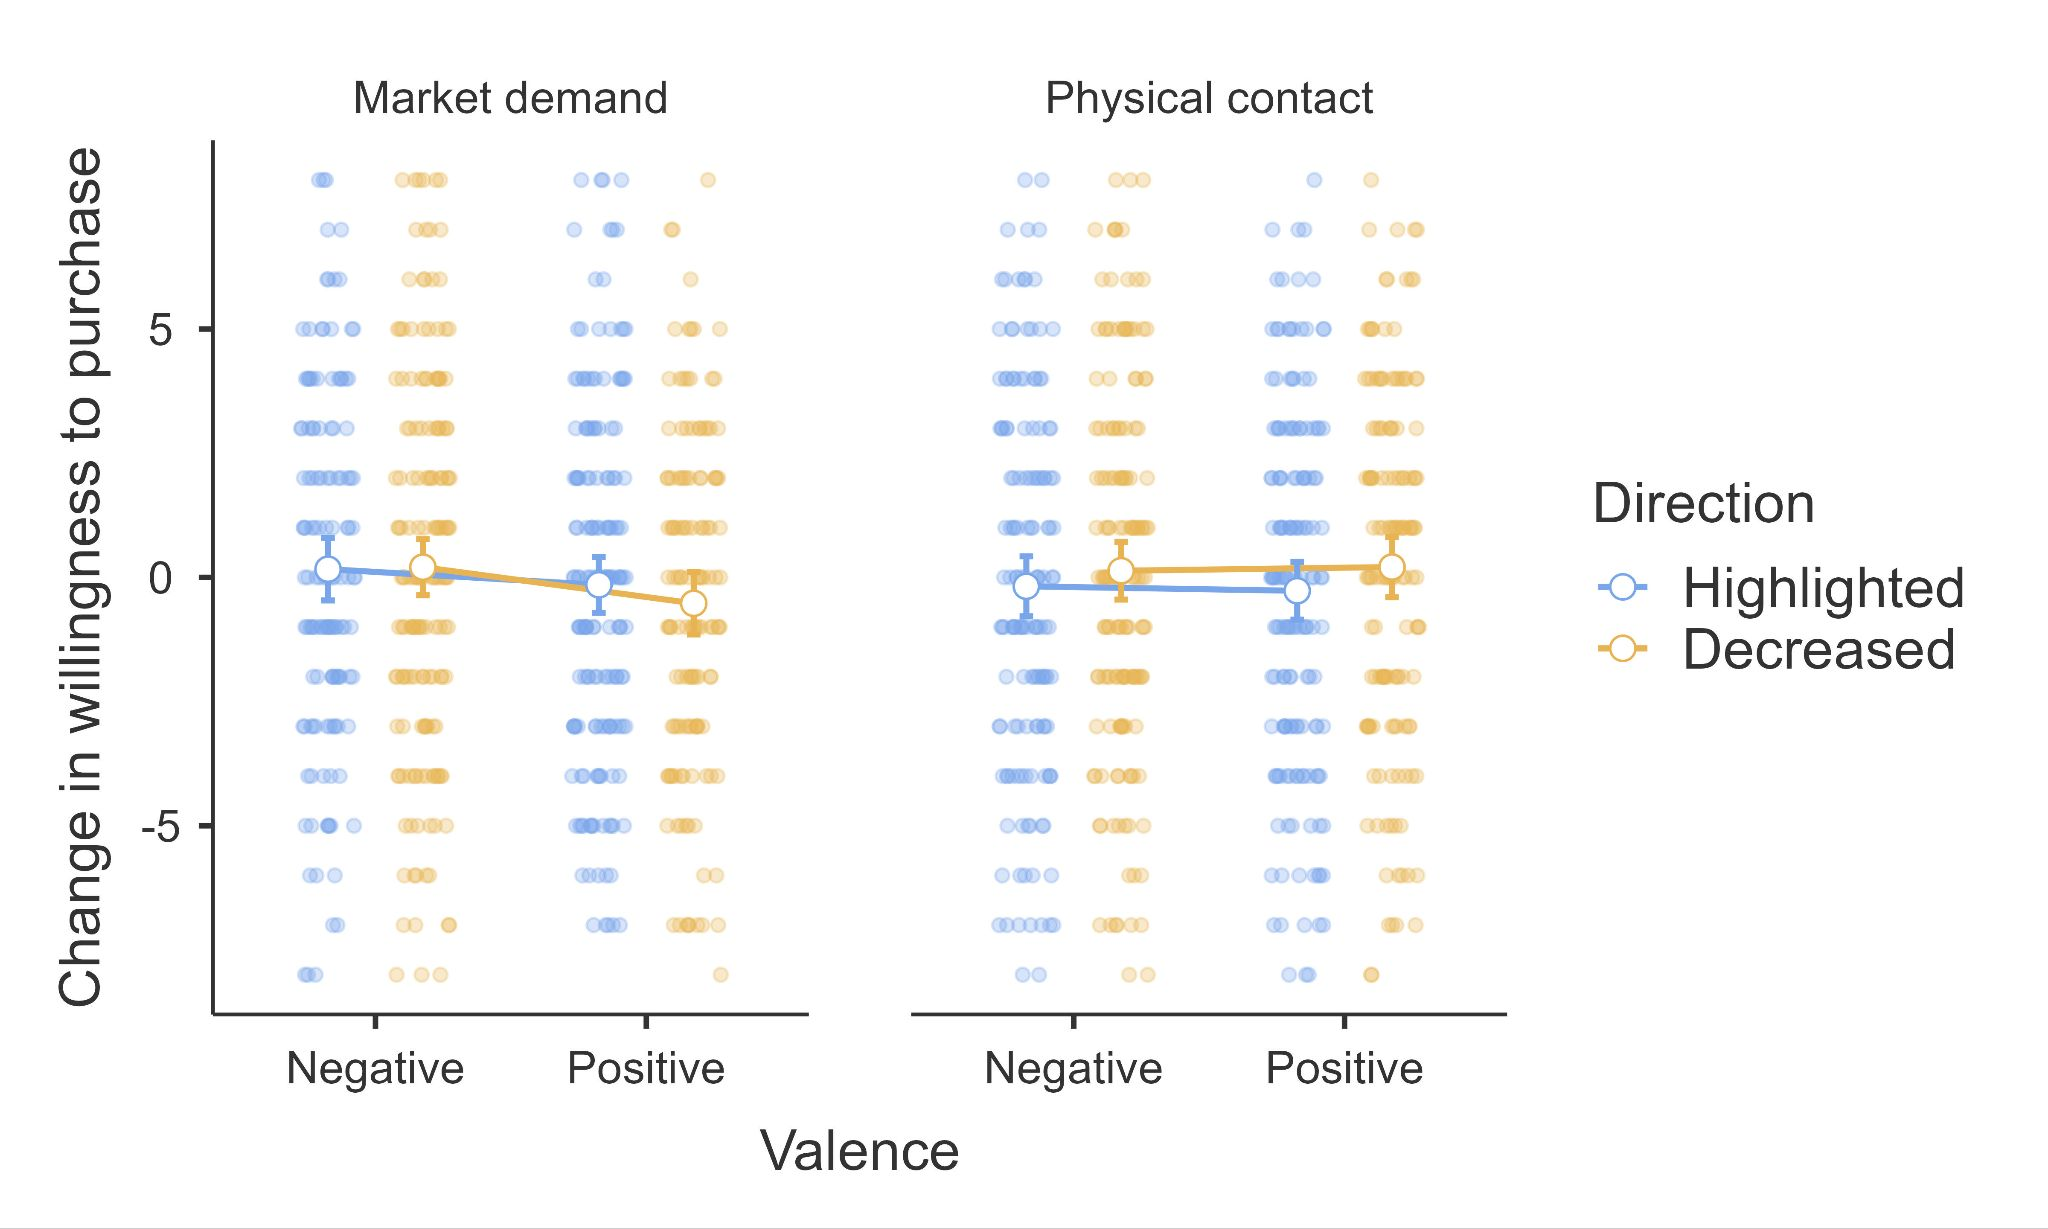 Market demand
Physical contact
Change in willingness to purchase
5
0
-5
Negative
Positive
Negative
Positive
Valence
Direction
Highlighted
Decreased